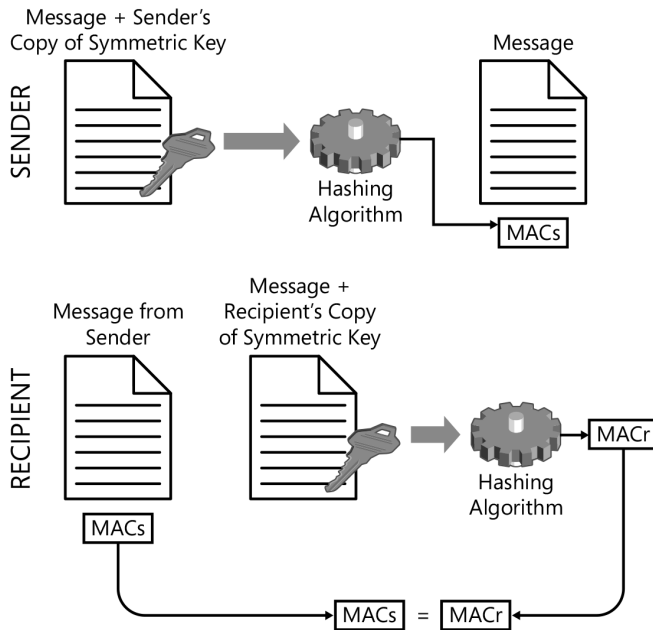 Message + Sender's
Copy of Symmetric Key
Message
SENDER
Hashing
Algorithm
MACs
Message +
Recipient's Copy
of Symmetric Key
Message from
Sender
RECIPIENT
MACr
Hashing
Algorithm
MACs
MACs = MACr